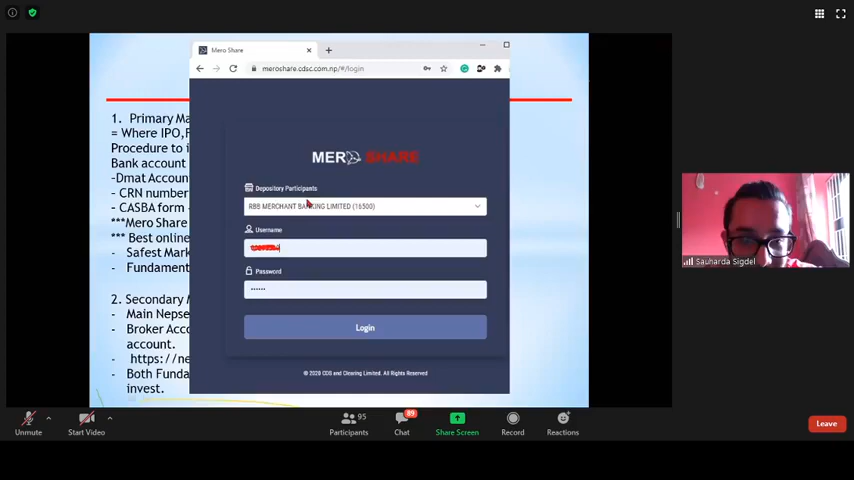 Mero Share
meroshare.cdsc.com.np/#/login
1. Primary Ma
= Where IPO,F
Procedure to i
Bank account
-Dmat Account
- CRN number
- CASBA form -
***Mero Share
*** Best online
- Safest Mark
- Fundament
2. Secondary M
- Main Nepse
- Broker Acco
account.
- https://ne
- Both Funda
invest.
MERO SHARE
Depository Participants
RBB MERCHANT BANKING LIMITED (16500)
Username
Password
Login
© 2020 CDS and Clearing Limited. All Rights Reserved
Sauharda Sigdel
Unmute
Start Video
95
Participants
89
Chat
Share Screen
Record
Reactions
Leave